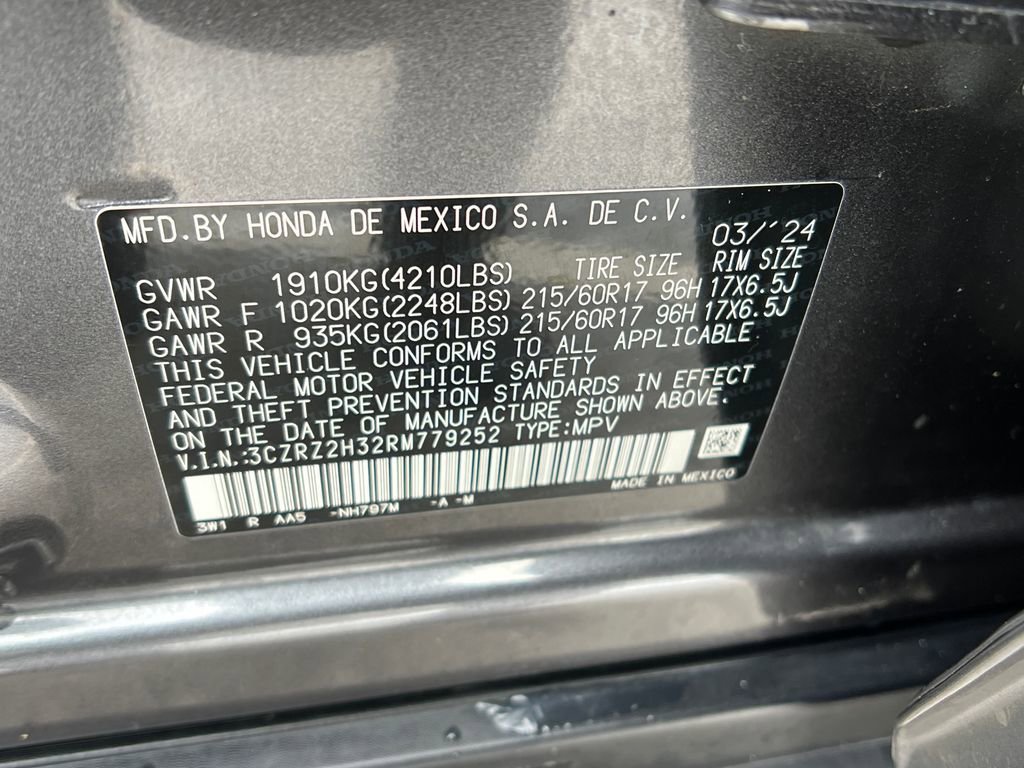 MFD.BY HONDA DE MEXICO S.A. DE C.V.
03/'24
TIRE SIZE RIM SIZE
GVWR 1910KG(4210LBS)
GAWR F 1020KG(2248LBS) 215/60R17 96H 17X6.5J
GAWR R 935KG(2061LBS) 215/60R17 96H 17X6.5J
THIS VEHICLE CONFORMS TO ALL APPLICABLE
FEDERAL MOTOR VEHICLE SAFETY
AND THEFT PREVENTION STANDARDS IN EFFECT
ON THE DATE OF MANUFACTURE SHOWN ABOVE.
V.I.N.:3CZRZ2H32RM779252 TYPE:MPV
MADE IN MEXICO
3W1 R AA5 -NH797M -A -M